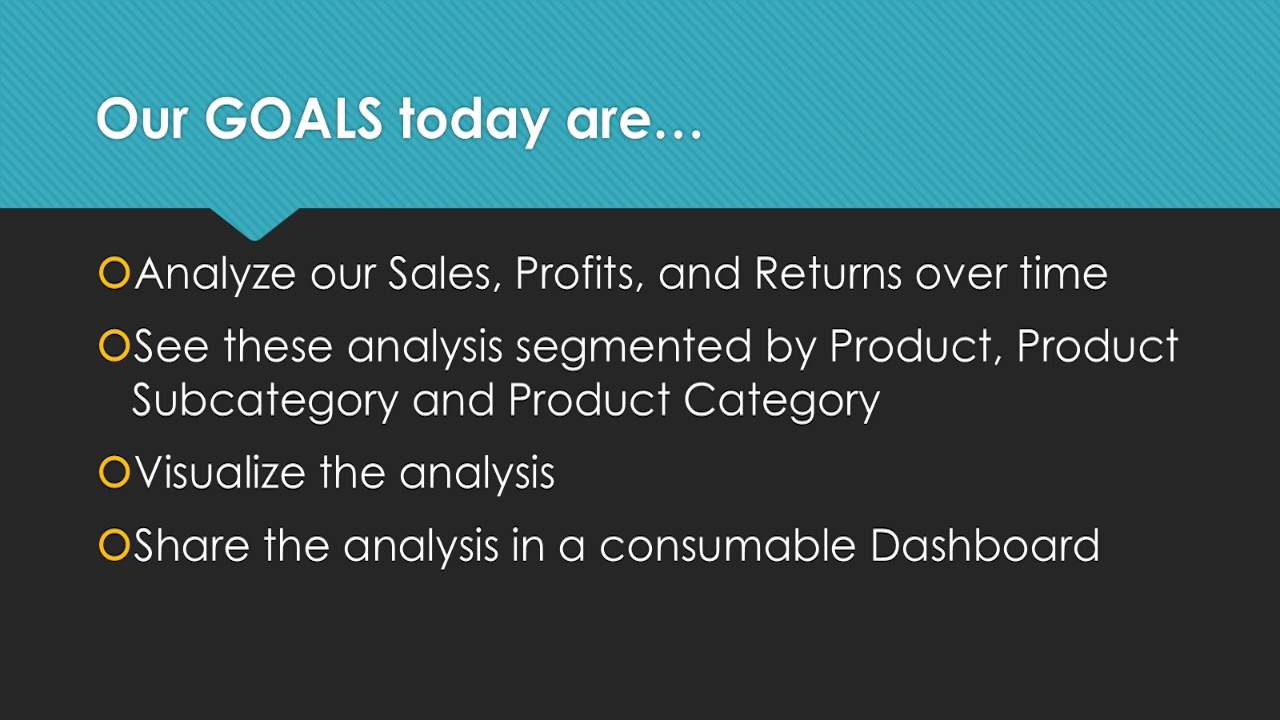 Our GOALS today are…
Analyze our Sales, Profits, and Returns over time
See these analysis segmented by Product, Product
Subcategory and Product Category
Visualize the analysis
Share the analysis in a consumable Dashboard